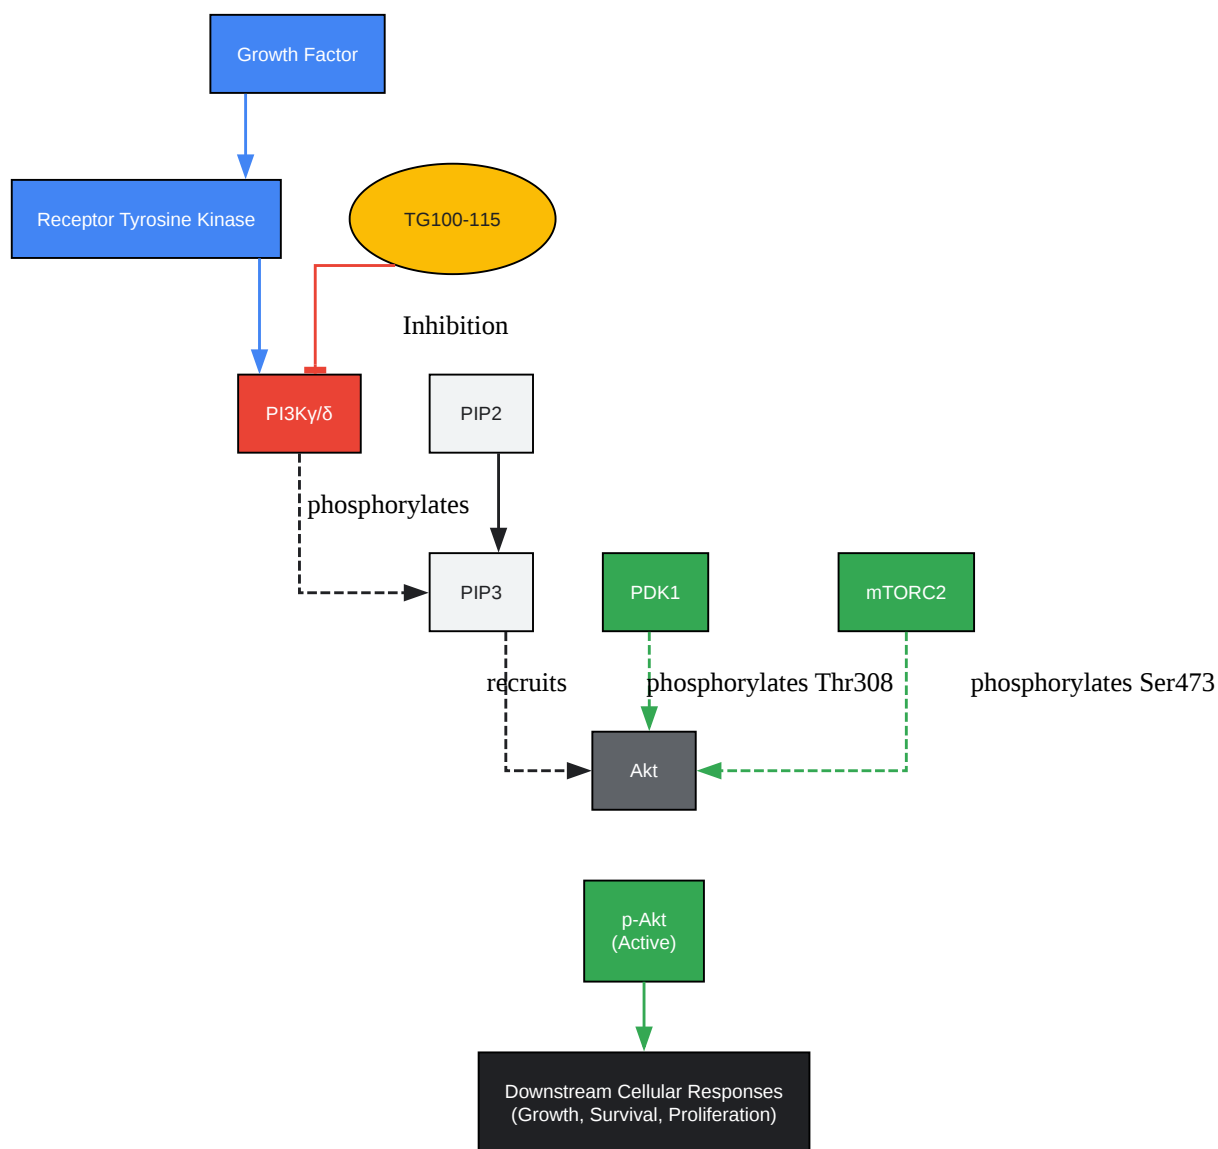 Growth Factor
Receptor Tyrosine Kinase
TG100-115
Inhibition
PI3Kγ/δ
PIP2
phosphorylates
PIP3
PDK1
mTORC2
recruits
phosphorylates Thr308
phosphorylates Ser473
Akt
p-Akt
(Active)
Downstream Cellular Responses
(Growth, Survival, Proliferation)